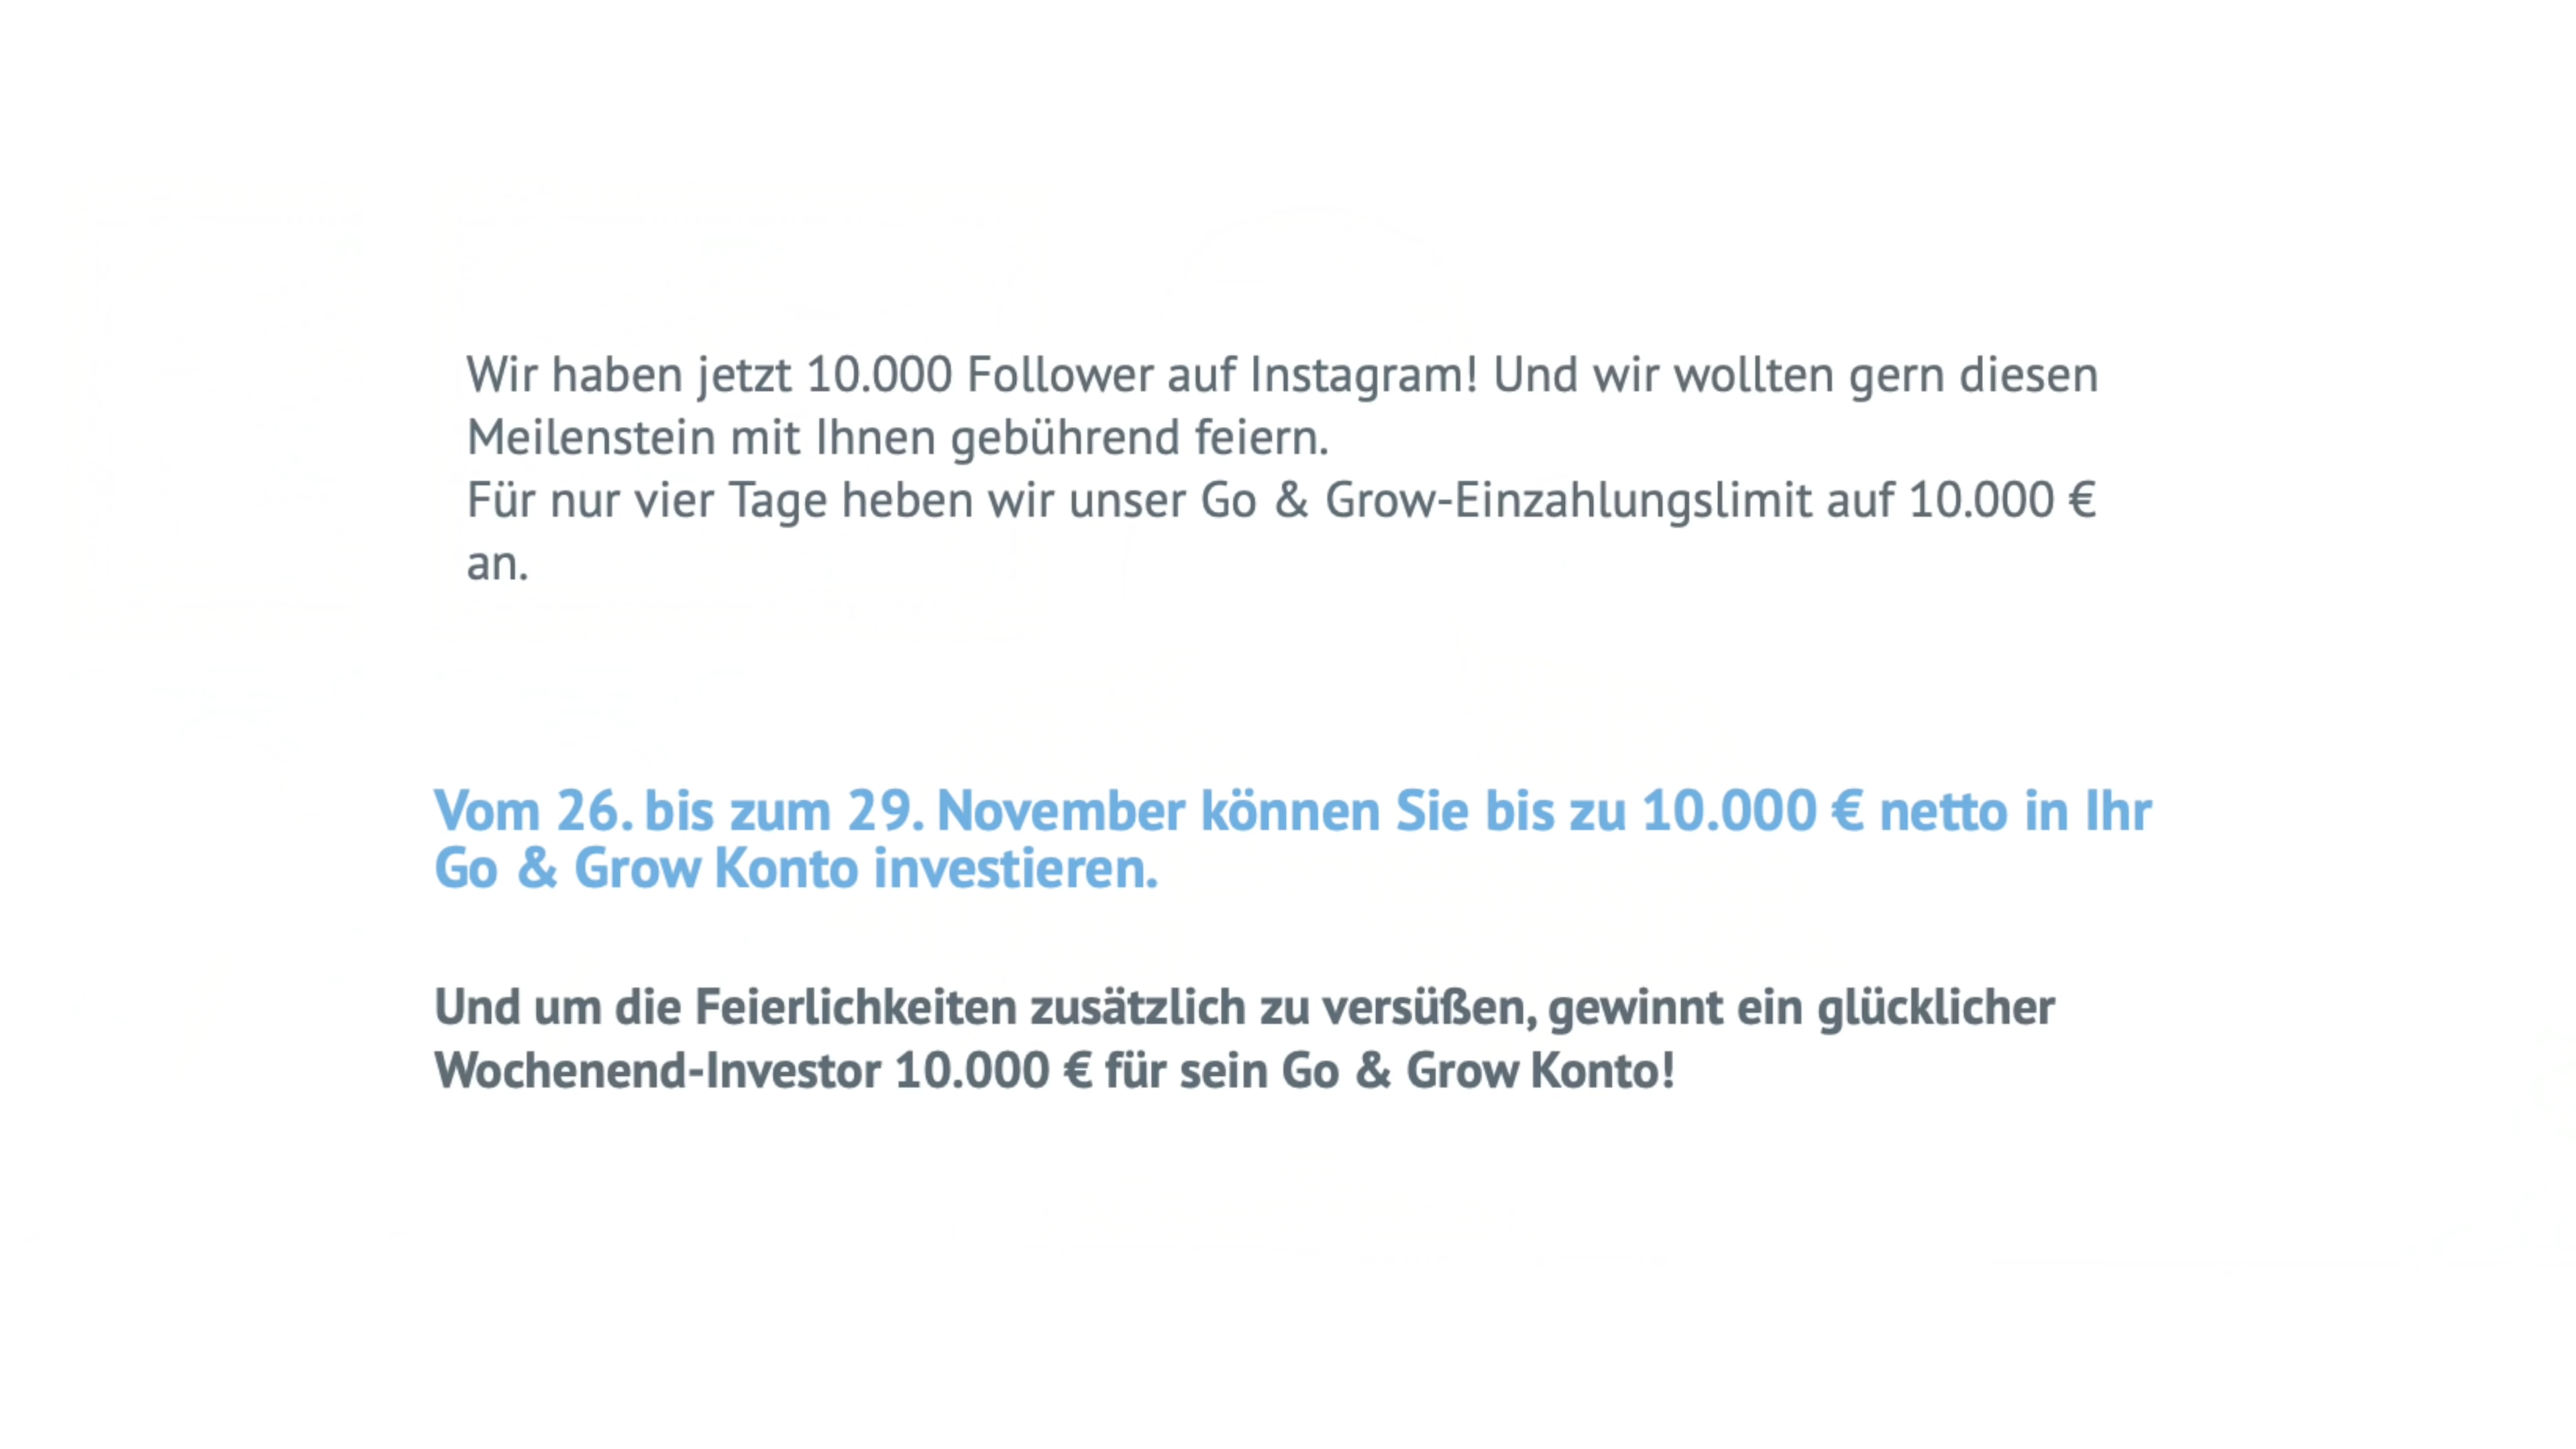 Wir haben jetzt 10.000 Follower auf Instagram! Und wir wollten gern diesen
Meilenstein mit Ihnen gebührend feiern.
Für nur vier Tage heben wir unser Go & Grow-Einzahlungslimit auf 10.000 €
an.
Vom 26. bis zum 29. November können Sie bis zu 10.000 € netto in Ihr
Go & Grow Konto investieren.
Und um die Feierlichkeiten zusätzlich zu versüßen, gewinnt ein glücklicher
Wochenend-Investor 10.000 € für sein Go & Grow Konto!